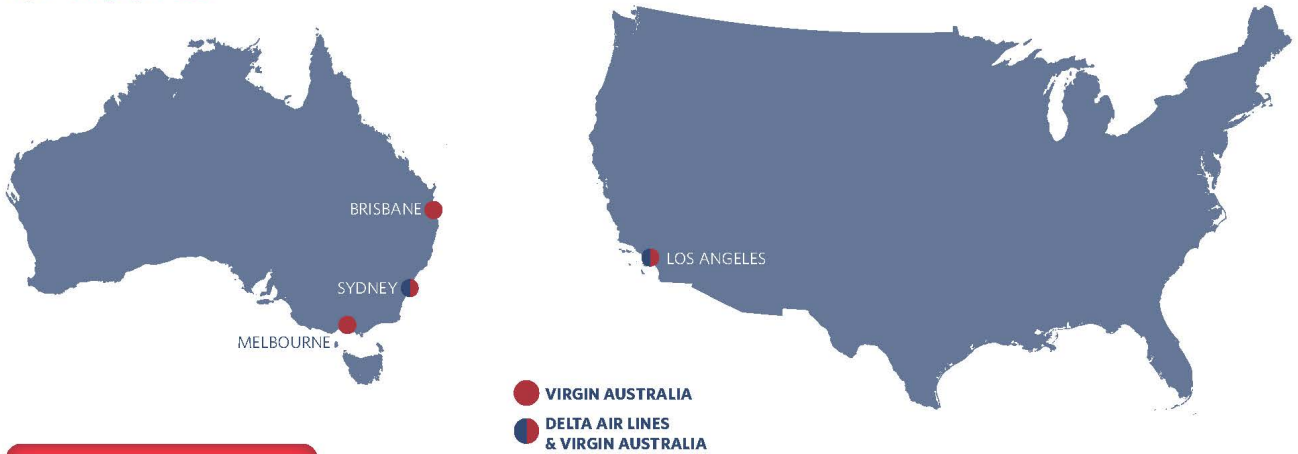 BRISBANE
SYDNEY
MELBOURNE
LOS ANGELES
VIRGIN AUSTRALIA
DELTA AIR LINES
& VIRGIN AUSTRALIA